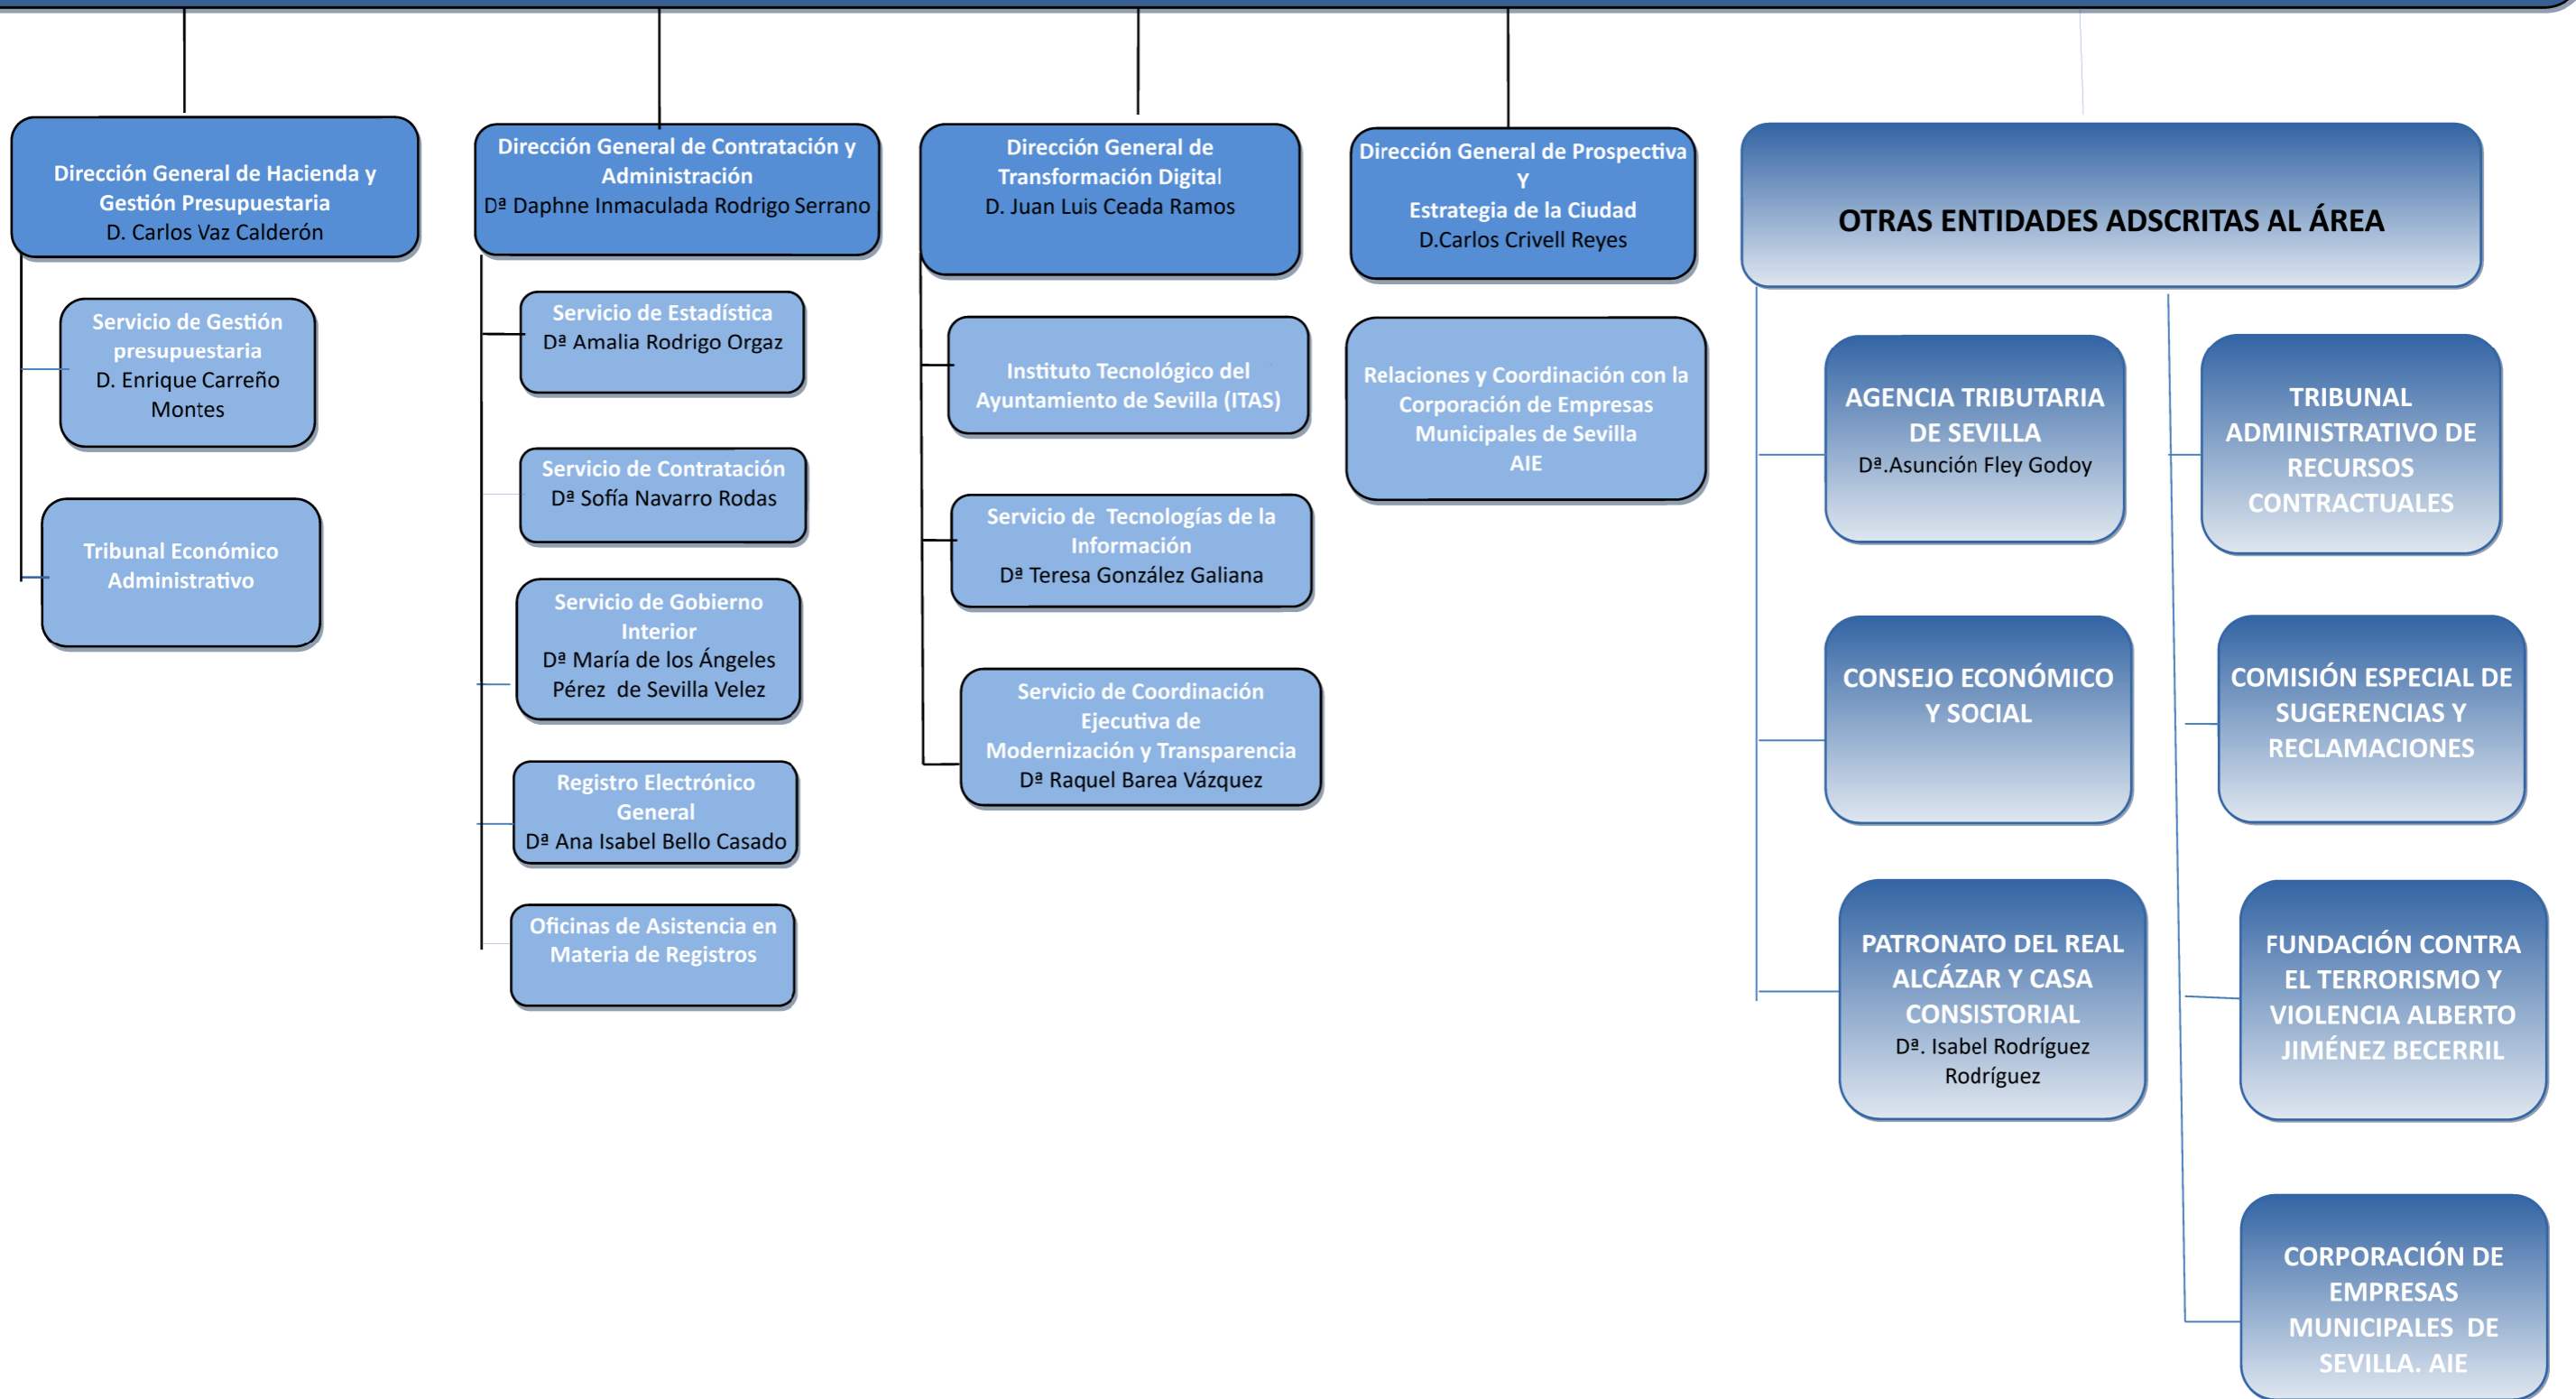 Dirección General de Hacienda y
Gestión Presupuestaria
D. Carlos Vaz Calderón
Servicio de Gestión
presupuestaria
D. Enrique Carreño
Montes
Tribunal Económico
Administrativo
Dirección General de Contratación y
Administración
Dª Daphne Inmaculada Rodrigo Serrano
Servicio de Estadística
Dª Amalia Rodrigo Orgaz
Servicio de Contratación
Dª Sofía Navarro Rodas
Servicio de Gobierno
Interior
Dª María de los Ángeles
Pérez de Sevilla Velez
Registro Electrónico
General
Dª Ana Isabel Bello Casado
Oficinas de Asistencia en
Materia de Registros
Dirección General de
Transformación Digital
D. Juan Luis Ceada Ramos
Instituto Tecnológico del
Ayuntamiento de Sevilla (ITAS)
Servicio de Tecnologías de la
Información
Dª Teresa González Galiana
Servicio de Coordinación
Ejecutiva de
Modernización y Transparencia
Dª Raquel Barea Vázquez
Dirección General de Prospectiva
Y
Estrategia de la Ciudad
D.Carlos Crivell Reyes
Relaciones y Coordinación con la
Corporación de Empresas
Municipales de Sevilla
AIE
OTRAS ENTIDADES ADSCRITAS AL ÁREA
AGENCIA TRIBUTARIA
DE SEVILLA
Dª.Asunción Fley Godoy
CONSEJO ECONÓMICO
Y SOCIAL
PATRONATO DEL REAL
ALCÁZAR Y CASA
CONSISTORIAL
Dª. Isabel Rodríguez
Rodríguez
TRIBUNAL
ADMINISTRATIVO DE
RECURSOS
CONTRACTUALES
COMISIÓN ESPECIAL DE
SUGERENCIAS Y
RECLAMACIONES
FUNDACIÓN CONTRA
EL TERRORISMO Y
VIOLENCIA ALBERTO
JIMÉNEZ BECERRIL
CORPORACIÓN DE
EMPRESAS
MUNICIPALES DE
SEVILLA. AIE